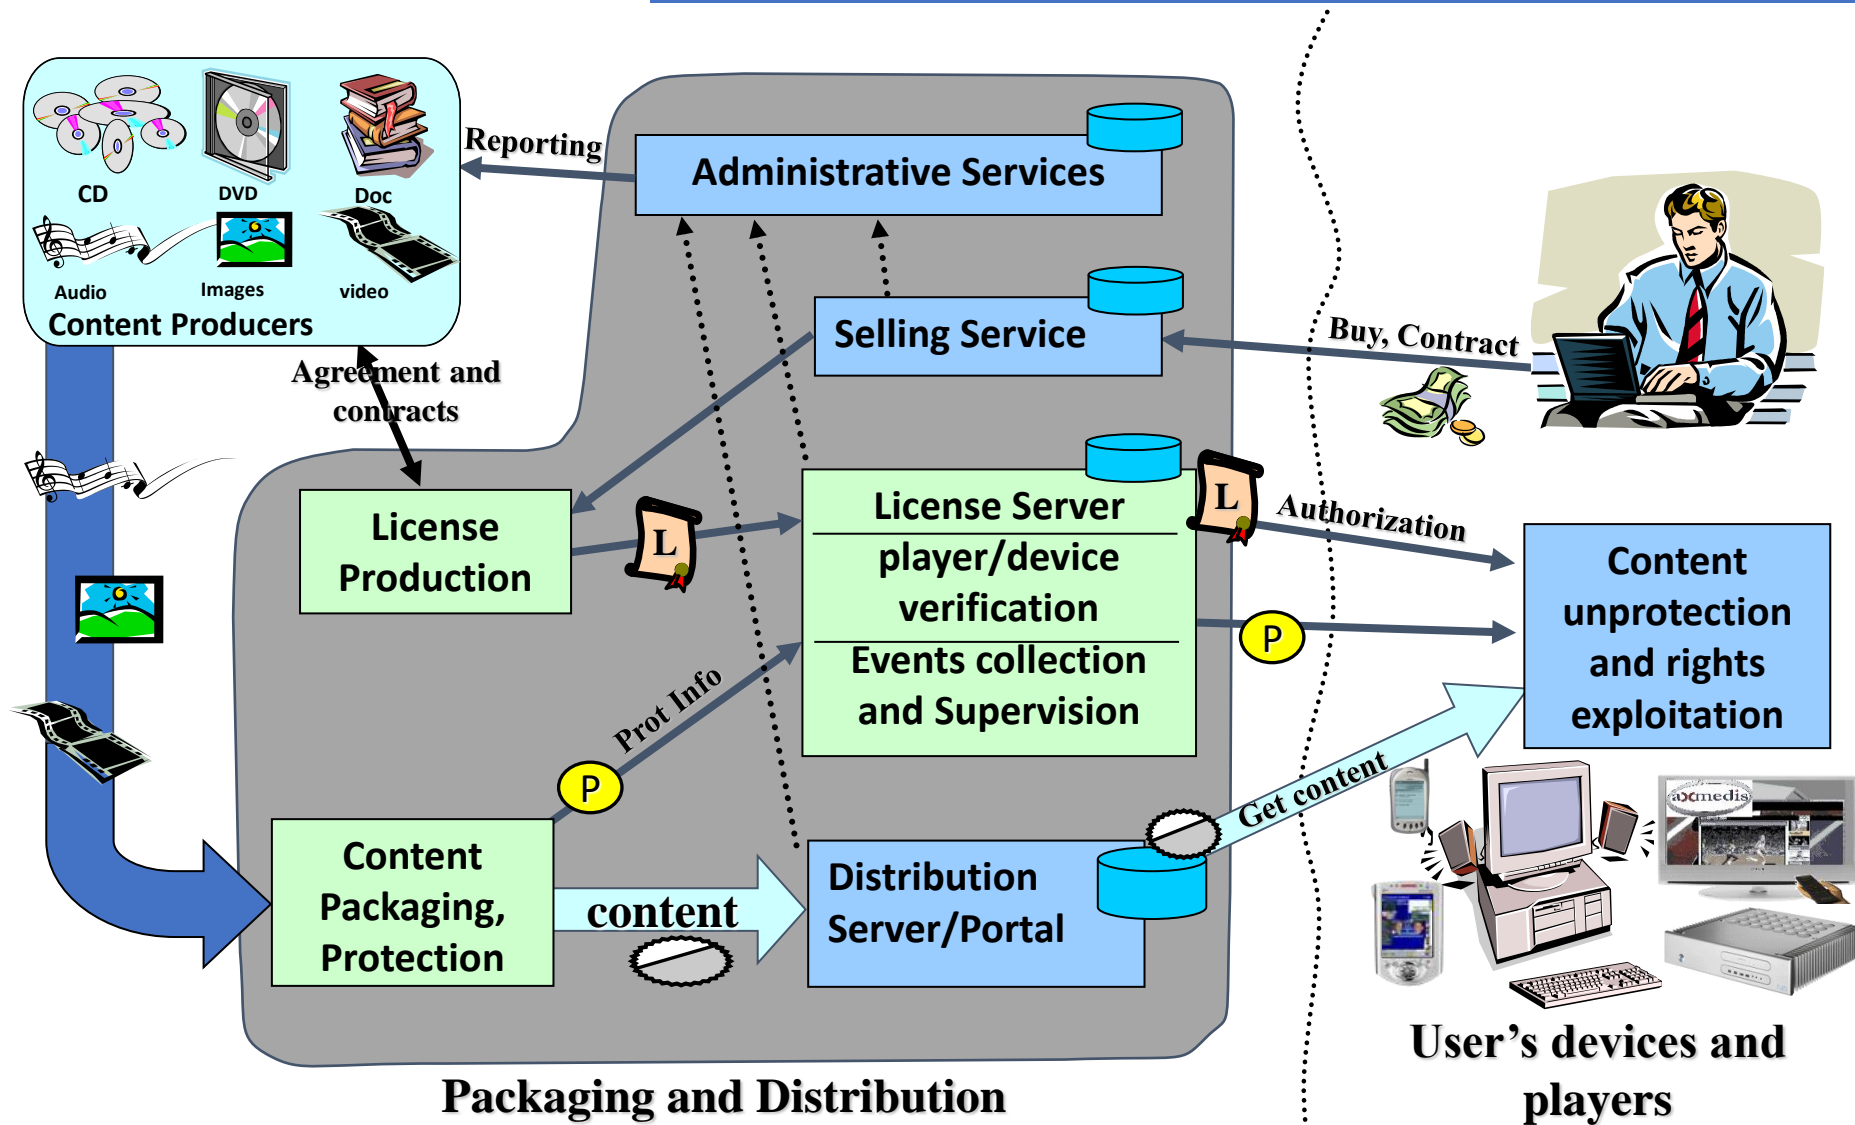 CD
DVD
Doc
Audio
Images
video
Content Producers
Reporting
Administrative Services
Selling Service
Buy, Contract
Agreement and
contracts
License
Production
L
License Server
player/device
verification
Events collection
and Supervision
L
Authorization
P
Content
unprotection
and rights
exploitation
Prot Info
P
Get content
Content
Packaging,
Protection
content
Distribution
Server/Portal
axmedis
Packaging and Distribution
User’s devices and
players